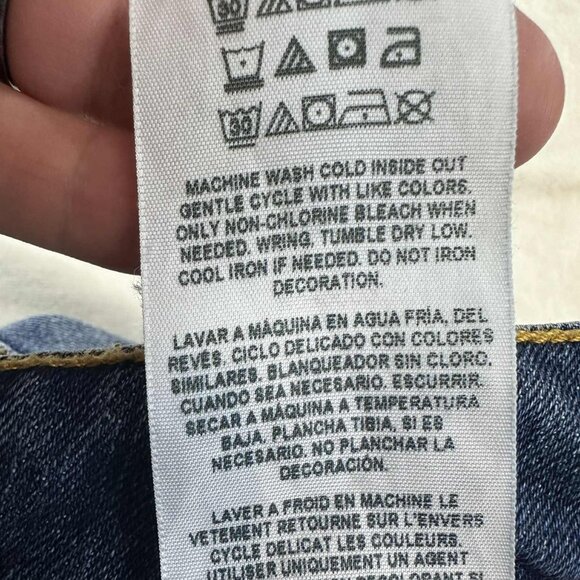 30
30
MACHINE WASH COLD INSIDE OUT
GENTLE CYCLE WITH LIKE COLORS.
ONLY NON-CHLORINE BLEACH WHEN
NEEDED. WRING. TUMBLE DRY LOW.
COOL IRON IF NEEDED. DO NOT IRON
DECORATION.
LAVAR A MÁQUINA EN AGUA FRÍA, DEL
REVÉS. CICLO DELICADO CON COLORES
SIMILARES. BLANQUEADOR SIN CLORO.
CUANDO SEA NECESARIO. ESCURRIR.
SECAR A MÁQUINA A TEMPERATURA
BAJA. PLANCHA TIBIA, SI ES
NECESARIO. NO PLANCHAR LA
DECORACIÓN.
LAVER A FROID EN MACHINE LE
VÊTEMENT RETOURNE SUR L'ENVERS
CYCLE DELICAT LES COULEURS.
UTILISER UNIQUEMENT UN AGENT